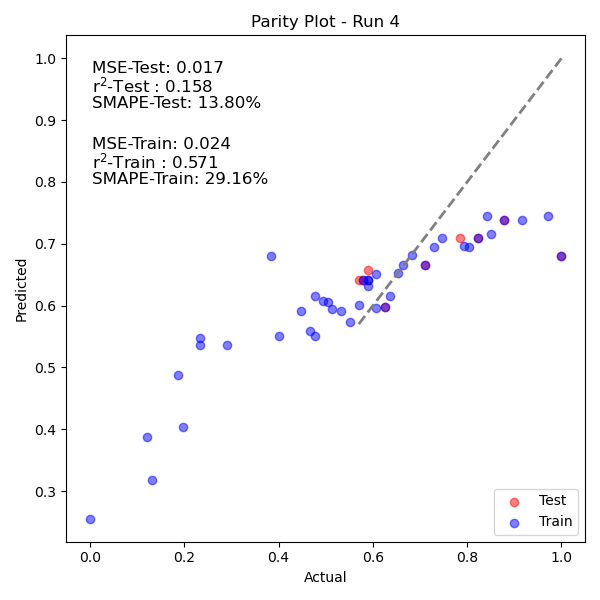 Parity Plot - Run 4
MSE-Test: 0.017
r²-Test : 0.158
SMAPE-Test: 13.80%
MSE-Train: 0.024
r²-Train : 0.571
SMAPE-Train: 29.16%
Predicted
1.0
0.9
0.8
0.7
0.6
0.5
0.4
0.3
Test
Train
0.0 0.2 0.4 0.6 0.8 1.0
Actual